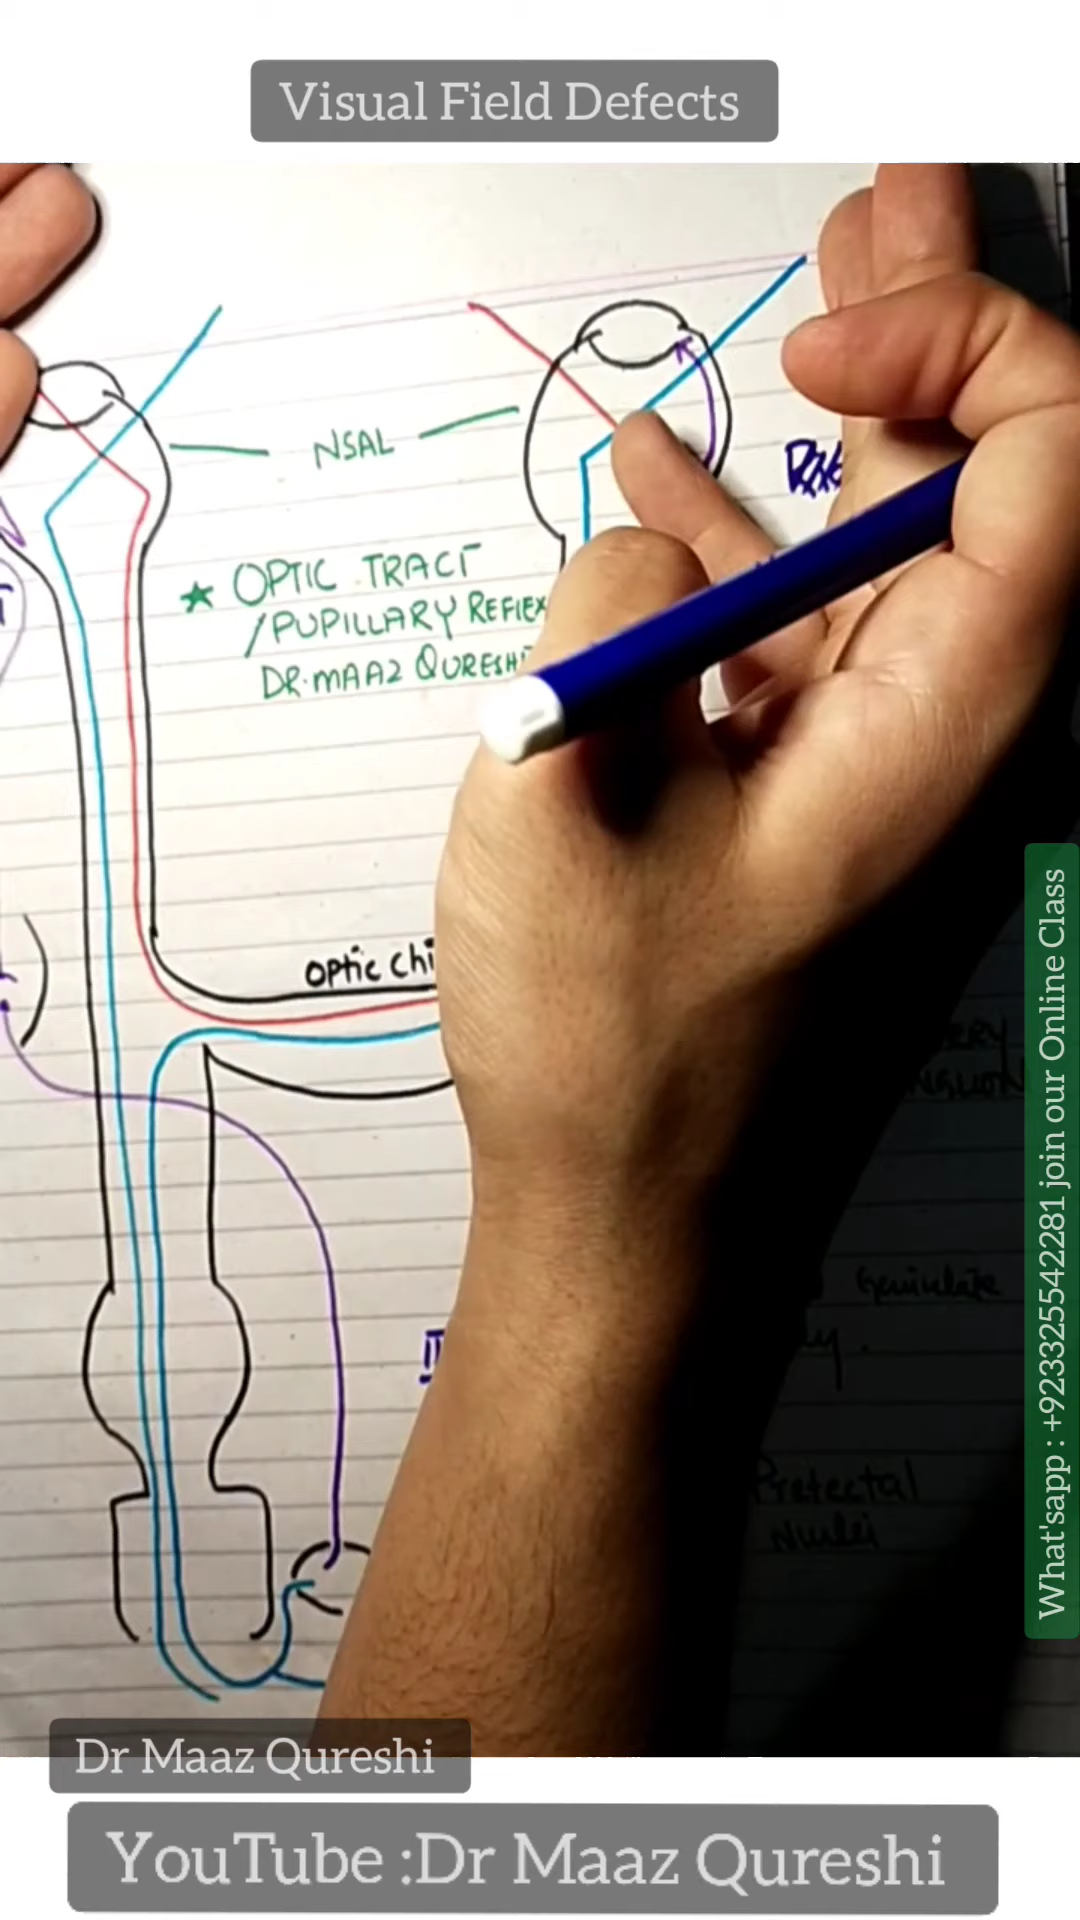 Visual Field Defects
NSAL
★ OPTIC TRACT
/PUPILLARY REFLEX
DR.MAAZ QURESHI
Optic Chi
Geniculate
Pretectal
Nuclei
What'sapp : +923325542281 join our Online Class
Dr Maaz Qureshi
YouTube :Dr Maaz Qureshi